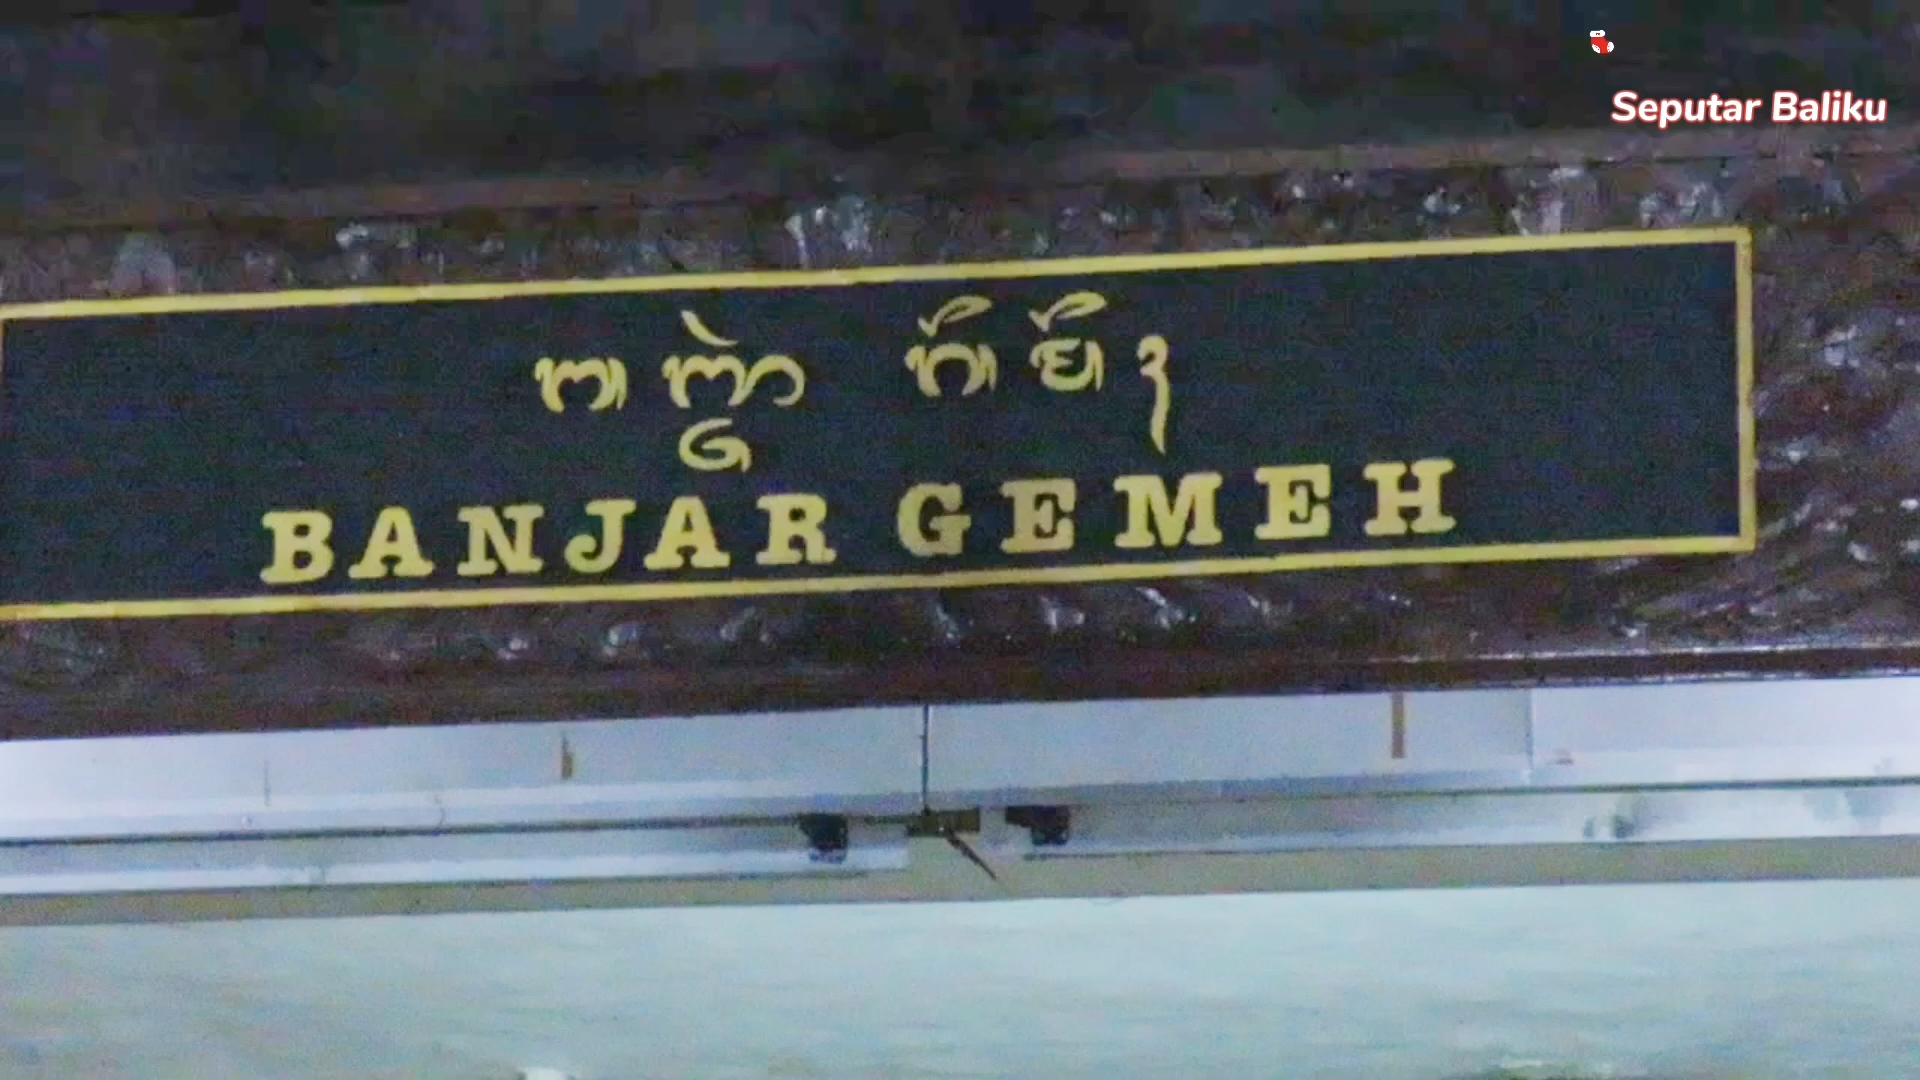 Seputar Baliku
ᬩᬜ᭄ᬚᬃ ᬕᭂᬫᭂᬄ
BANJAR GEMEH